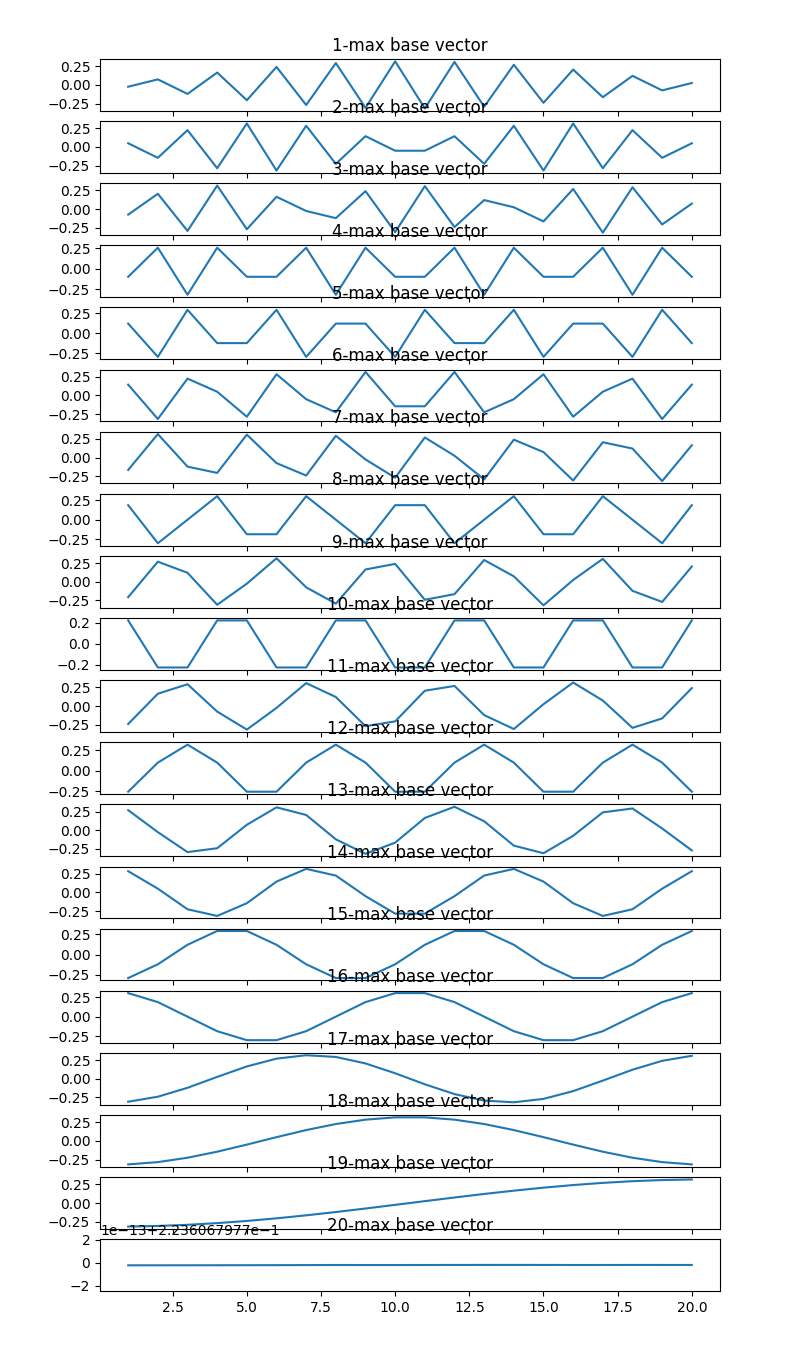 1-max base vector
0.25
0.00
−0.25
2-max base vector
0.25
0.00
−0.25
3-max base vector
0.25
0.00
−0.25
4-max base vector
0.25
0.00
−0.25
5-max base vector
0.25
0.00
−0.25
6-max base vector
0.25
0.00
−0.25
7-max base vector
0.25
0.00
−0.25
8-max base vector
0.25
0.00
−0.25
9-max base vector
0.25
0.00
−0.25
10-max base vector
0.2
0.0
−0.2
11-max base vector
0.25
0.00
−0.25
12-max base vector
0.25
0.00
−0.25
13-max base vector
0.25
0.00
−0.25
14-max base vector
0.25
0.00
−0.25
15-max base vector
0.25
0.00
−0.25
16-max base vector
0.25
0.00
−0.25
17-max base vector
0.25
0.00
−0.25
18-max base vector
0.25
0.00
−0.25
19-max base vector
0.25
0.00
−0.25
1e−13+2.236067977e−1 20-max base vector
2
0
−2
2.5 5.0 7.5 10.0 12.5 15.0 17.5 20.0